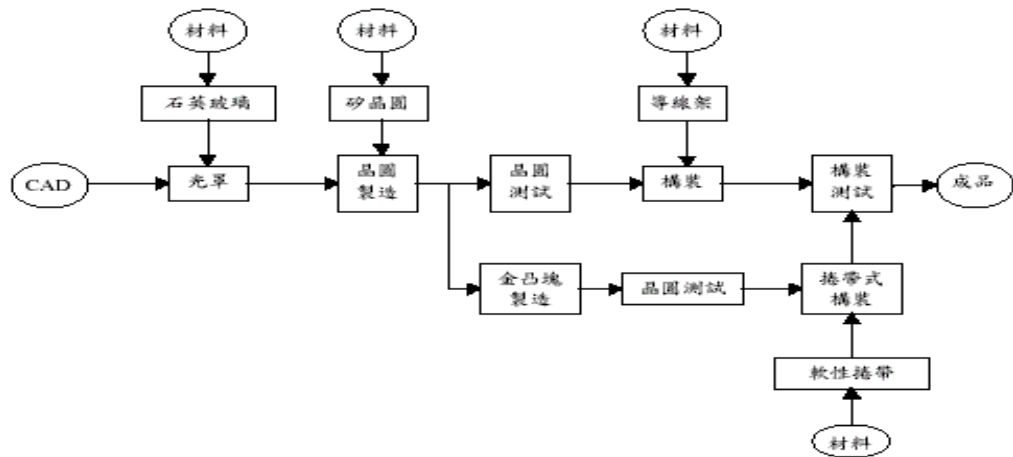 材料
材料
材料
石英玻璃
矽晶圓
導線架
CAD
光罩
晶圓
製造
晶圓
測試
構裝
構裝
測試
成品
金凸塊
製造
晶圓測試
捲帶式
構裝
軟性捲帶
材料